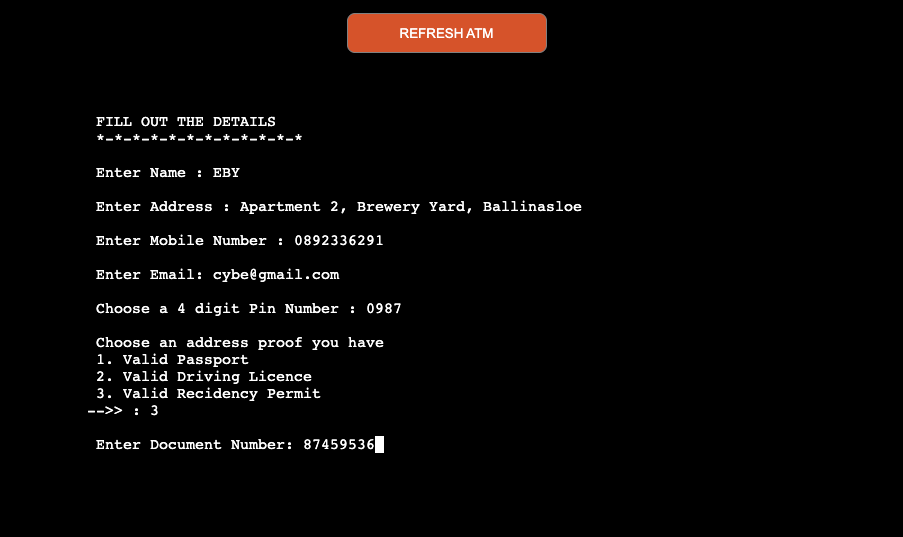 REFRESH ATM
FILL OUT THE DETAILS
*-*-*-*-*-*-*-*-*-*-*-*
Enter Name : EBY
Enter Address : Apartment 2, Brewery Yard, Ballinasloe
Enter Mobile Number : 0892336291
Enter Email: cybe@gmail.com
Choose a 4 digit Pin Number : 0987
Choose an address proof you have
1. Valid Passport
2. Valid Driving Licence
3. Valid Recidency Permit
-->> : 3
Enter Document Number: 87459536